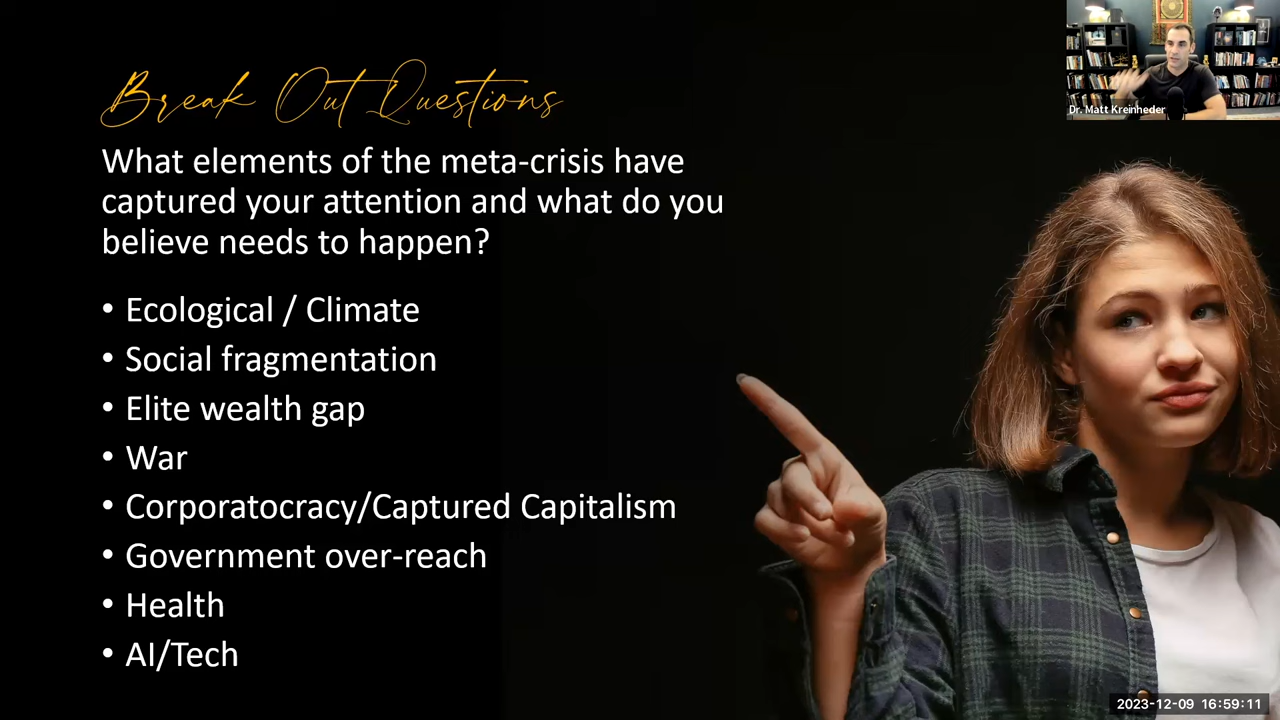 Break Out Questions
What elements of the meta-crisis have
captured your attention and what do you
believe needs to happen?
• Ecological / Climate
• Social fragmentation
• Elite wealth gap
• War
• Corporatocracy/Captured Capitalism
• Government over-reach
• Health
• AI/Tech
Dr. Matt Kreinheder
2023-12-09 16:59:11